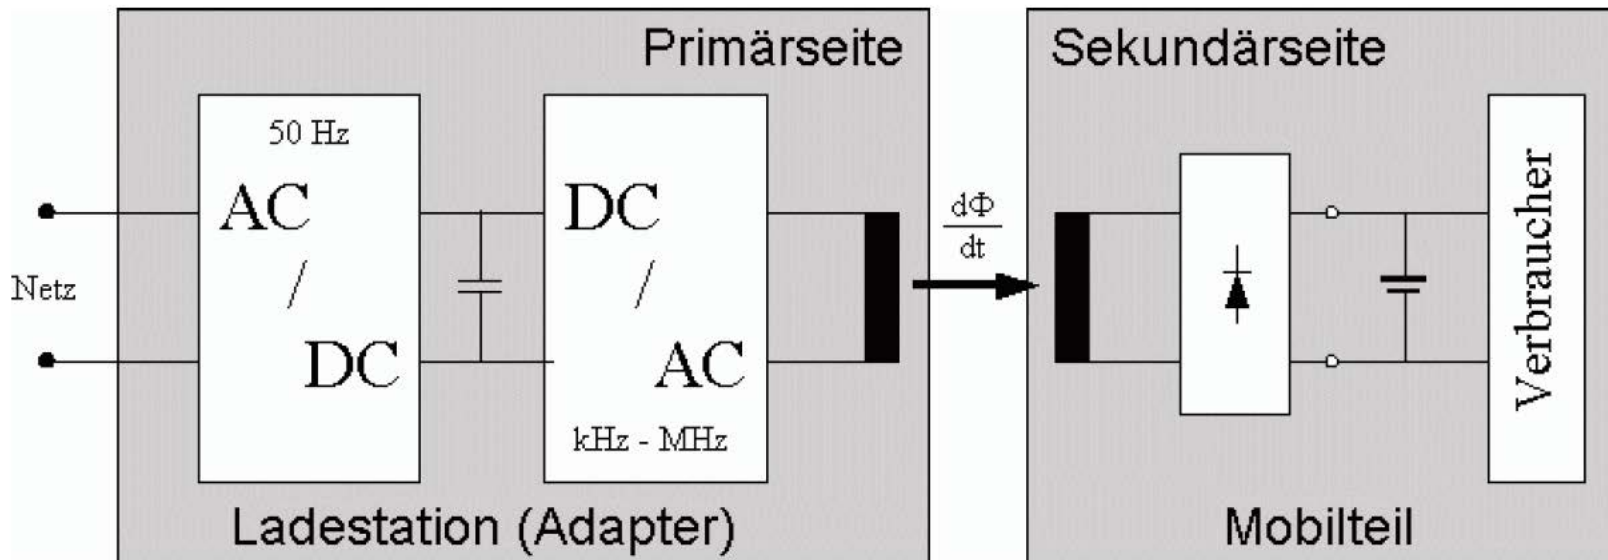 Primärseite
Sekundärseite
50 Hz
AC
/
DC
DC
/
AC
kHz - MHz
Netz
dΦ
dt
Verbraucher
Ladestation (Adapter)
Mobilteil